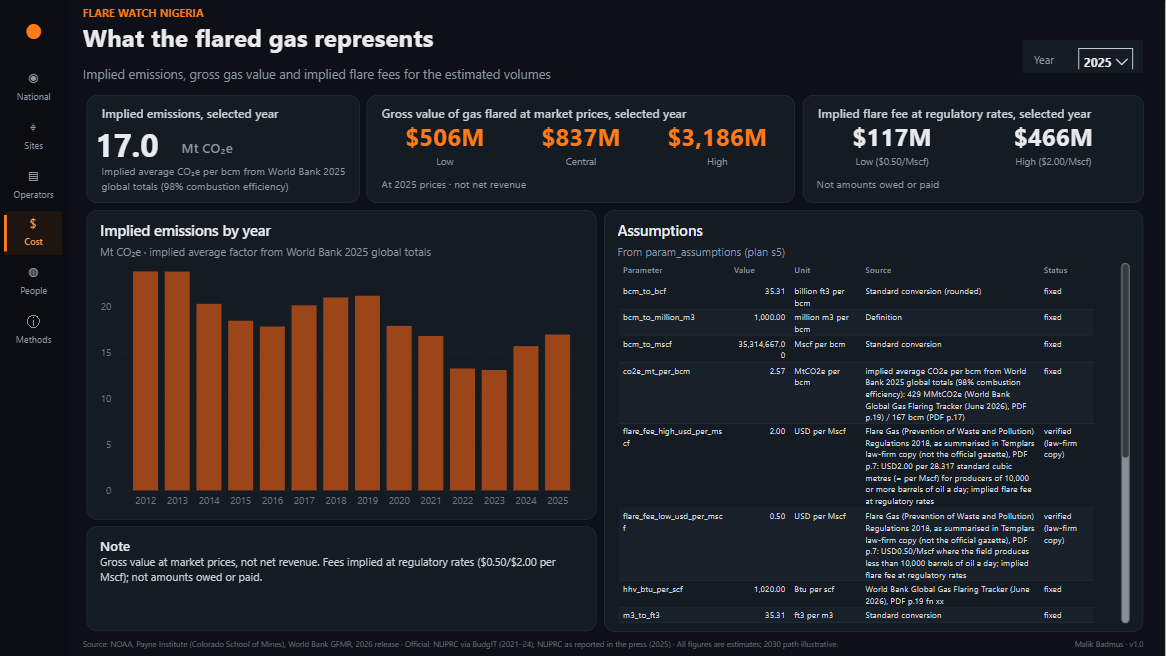 FLARE WATCH NIGERIA
What the flared gas represents
Implied emissions, gross gas value and implied flare fees for the estimated volumes
Year
2025
National
Sites
Operators
$
Cost
People
Methods
Implied emissions, selected year
17.0 Mt CO₂e
Implied average CO₂e per bcm from World Bank 2025
global totals (98% combustion efficiency)
Gross value of gas flared at market prices, selected year
$506M $837M $3,186M
Low Central High
At 2025 prices · not net revenue
Implied flare fee at regulatory rates, selected year
$117M $466M
Low ($0.50/Mscf) High ($2.00/Mscf)
Not amounts owed or paid
Implied emissions by year
Mt CO₂e · implied average factor from World Bank 2025 global totals
20
15
10
5
0
2012 2013 2014 2015 2016 2017 2018 2019 2020 2021 2022 2023 2024 2025
Note
Gross value at market prices, not net revenue. Fees implied at regulatory rates ($0.50/$2.00 per
Mscf); not amounts owed or paid.
Assumptions
From param_assumptions (plan s5)
Parameter Value Unit Source Status
bcm_to_bcf 35.31 billion ft3 per Standard conversion (rounded) fixed
bcm
bcm_to_million_m3 1,000.00 million m3 per Definition fixed
bcm
bcm_to_mscf 35,314,667.0 Mscf per bcm Standard conversion fixed
0
co2e_mt_per_bcm 2.57 MtCO2e per implied average CO2e per bcm from World fixed
bcm Bank 2025 global totals (98% combustion
efficiency): 429 MMtCO2e (World Bank
Global Gas Flaring Tracker (June 2026), PDF
p.19) / 167 bcm (PDF p.17)
flare_fee_high_usd_per_ms 2.00 USD per Mscf Flare Gas (Prevention of Waste and Pollution) verified
cf Regulations 2018, as summarised in Templars (law-firm
law-firm copy (not the official gazette), PDF copy)
p.7: USD2.00 per 28.317 standard cubic
metres (= per Mscf) for producers of 10,000
or more barrels of oil a day; implied flare fee
at regulatory rates
flare_fee_low_usd_per_msc 0.50 USD per Mscf Flare Gas (Prevention of Waste and Pollution) verified
f Regulations 2018, as summarised in Templars (law-firm
law-firm copy (not the official gazette), PDF copy)
p.7: USD0.50/Mscf where the field produces
less than 10,000 barrels of oil a day; implied
flare fee at regulatory rates
hhv_btu_per_scf 1,020.00 Btu per scf World Bank Global Gas Flaring Tracker (June fixed
2026), PDF p.19 fn xx
m3_to_ft3 35.31 ft3 per m3 Standard conversion fixed
Source: NOAA, Payne Institute (Colorado School of Mines), World Bank GFMR, 2026 release · Official: NUPRC via BudgIT (2021–24), NUPRC as reported in the press (2025) · All figures are estimates; 2030 path illustrative.
Malik Badmus · v1.0